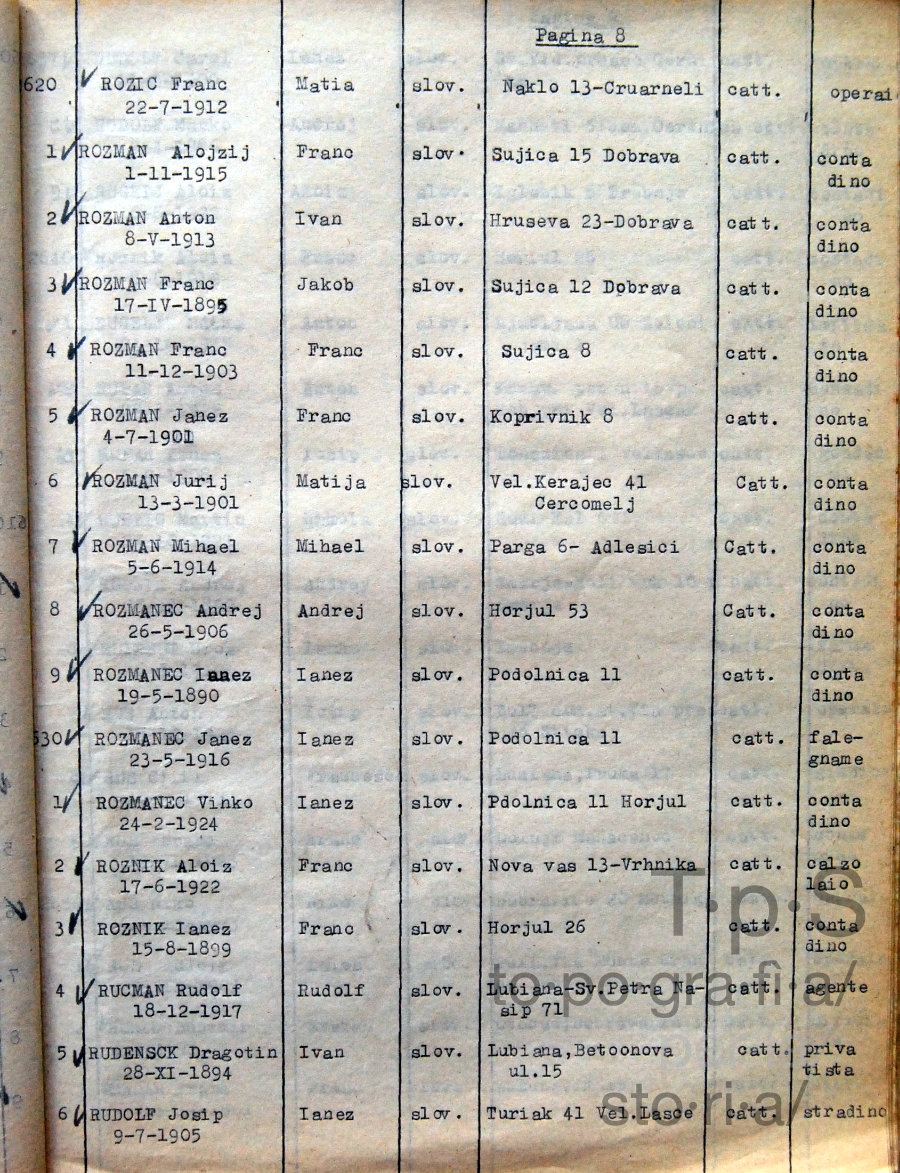 Pagina 8
620 ROZIC Franc Matia slov. Naklo 13-Cruarneli catt. operai
22-7-1912
1 ROZMAN Alojzij Franc slov. Sujica 15 Dobrava catt. conta
1-11-1915 dino
2 ROZMAN Anton Ivan slov. Hruseva 23-Dobrava catt. conta
8-V-1913 dino
3 ROZMAN Franc Jakob slov. Sujica 12 Dobrava catt. conta
17-IV-1895 dino
4 ROZMAN Franc Franc slov. Sujica 8 catt. conta
11-12-1903 dino
5 ROZMAN Janez Franc slov. Koprivnik 8 catt. conta
4-7-1901 dino
6 ROZMAN Jurij Matija slov. Vel.Kerajec 41 Catt. conta
13-3-1901 Cercomelj dino
7 ROZMAN Mihael Mihael slov. Parga 6- Adlesici Catt. conta
5-6-1914 dino
8 ROZMANEC Andrej Andrej slov. Horjul 53 Catt. conta
26-5-1906 dino
9 ROZMANEC Ianez Ianez slov. Podolnica 11 catt. conta
19-5-1890 dino
630 ROZMANEC Janez Ianez slov. Podolnica 11 catt. fale-
23-5-1916 gname
1 ROZMANEC Vinko Ianez slov. Pdolnica 11 Horjul catt. conta
24-2-1924 dino
2 ROZNIK Aloiz Franc slov. Nova vas 13-Vrhnika catt. calzo
17-6-1922 laio
3 ROZNIK Ianez Franc slov. Horjul 26 catt. conta
15-8-1899 dino
4 RUCMAN Rudolf Rudolf slov. Lubiana-Sv.Petra Na- catt. agente
18-12-1917 sip 71
5 RUDENSCK Dragotin Ivan slov. Lubiana,Betoonova catt. priva
28-XI-1894 ul.15 tista
6 RUDOLF Josip Ianez slov. Turiak 41 Vel.Lasce catt. stradino
9-7-1905
T·p·S
to·po·gra·fi·a/
sto·ri·a/